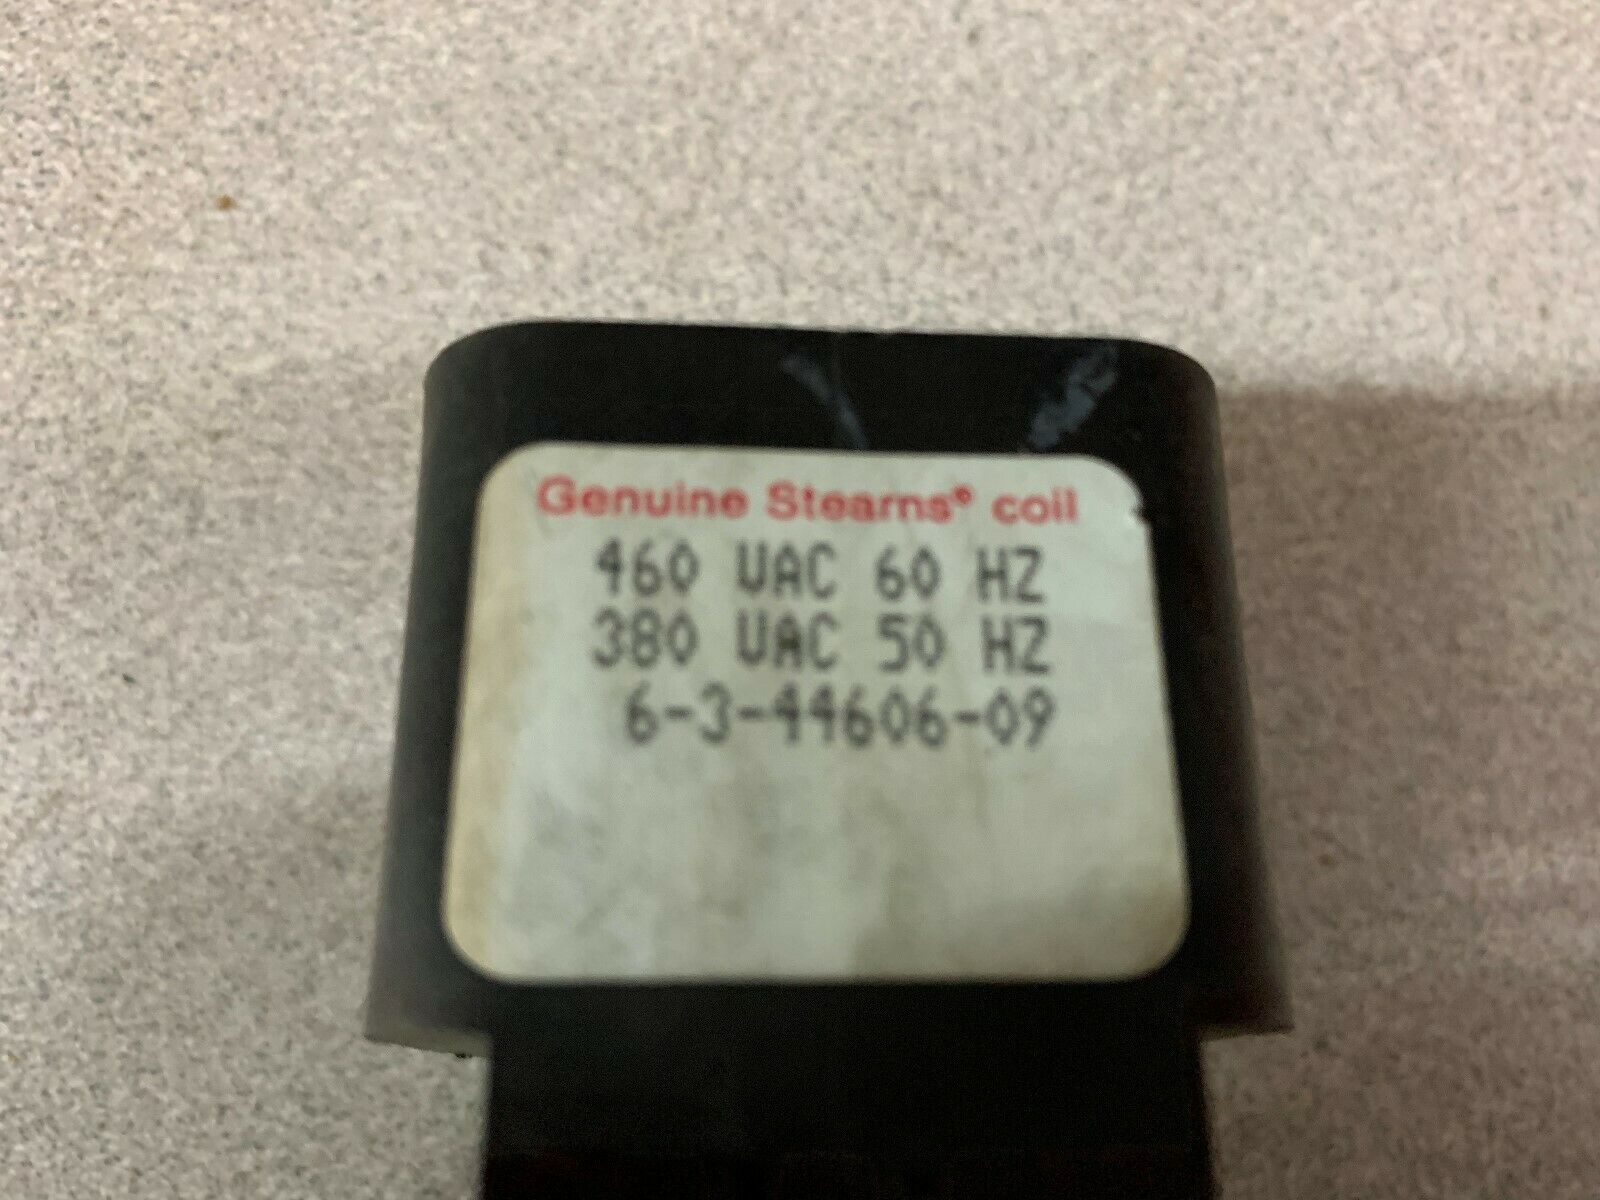 Genuine Stearns® coil
460 VAC 60 HZ
380 VAC 50 HZ
6-3-44606-09